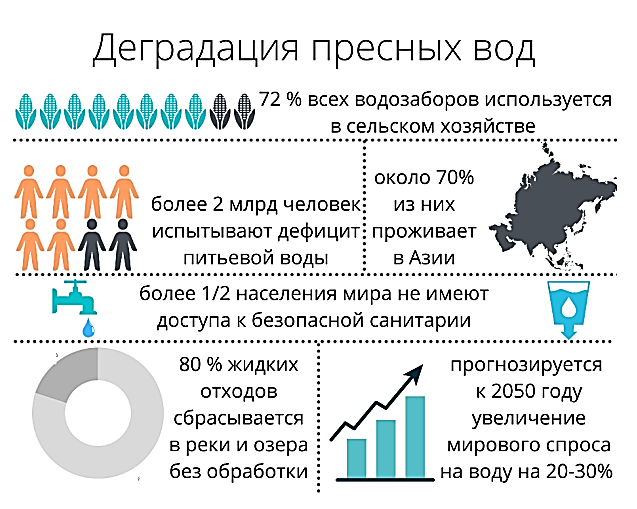 Деградация пресных вод
72 % всех водозаборов используется
в сельском хозяйстве
более 2 млрд человек
испытывают дефицит
питьевой воды
около 70%
из них
проживает
в Азии
более 1/2 населения мира не имеют
доступа к безопасной санитарии
80 % жидких
отходов
сбрасывается
в реки и озера
без обработки
прогнозируется
к 2050 году
увеличение
мирового спроса
на воду на 20-30%